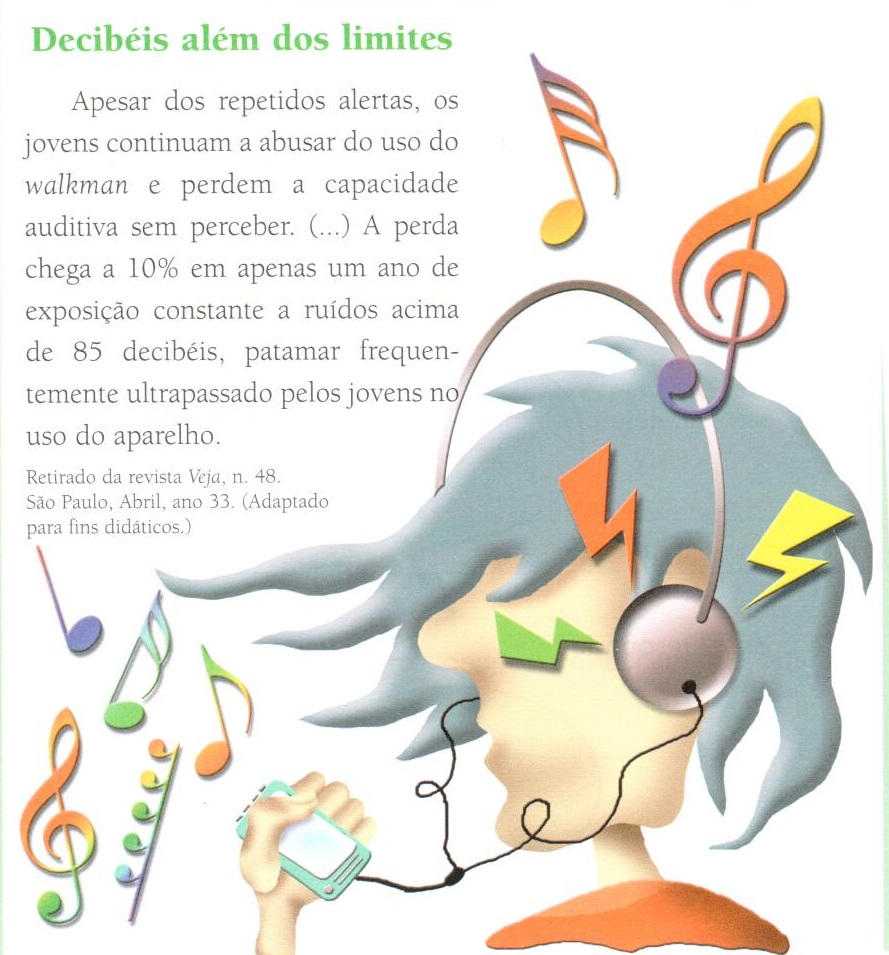 Decibéis além dos limites
Apesar dos repetidos alertas, os
jovens continuam a abusar do uso do
walkman e perdem a capacidade
auditiva sem perceber. (...) A perda
chega a 10% em apenas um ano de
exposição constante a ruídos acima
de 85 decibéis, patamar frequen-
temente ultrapassado pelos jovens no
uso do aparelho.
Retirado da revista Veja, n. 48.
São Paulo, Abril, ano 33. (Adaptado
para fins didáticos.)